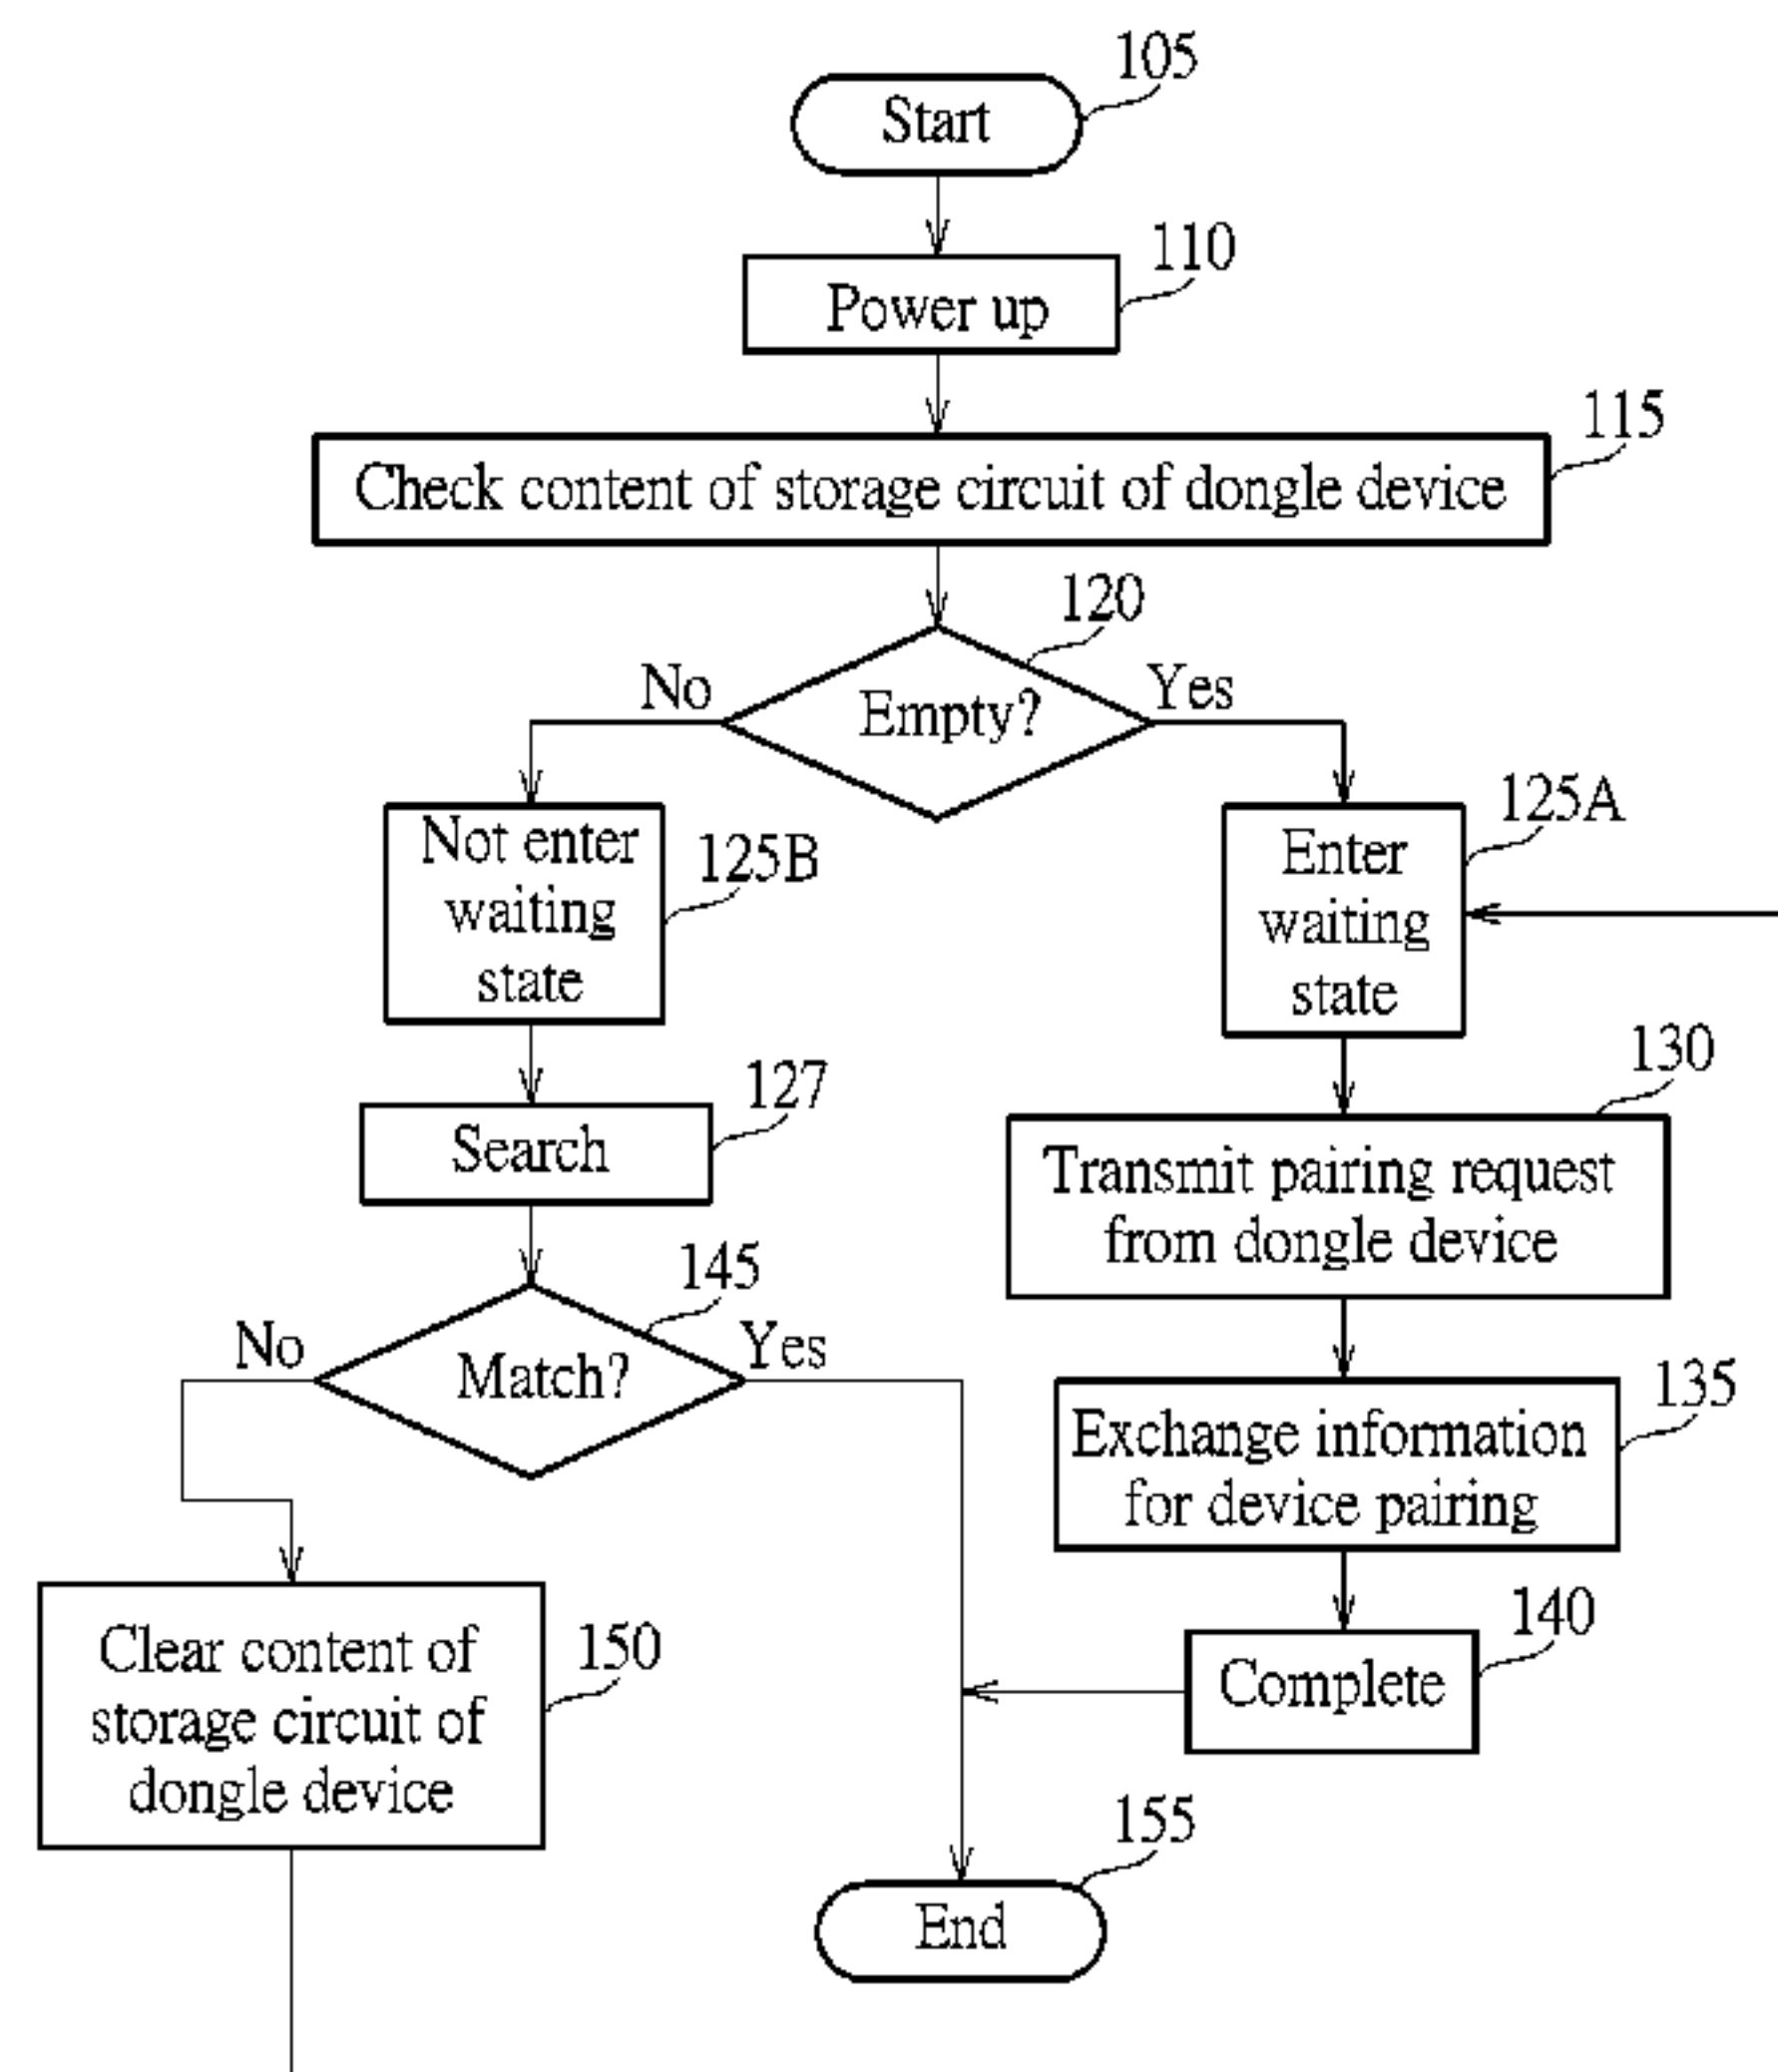 105
Start
110
Power up
115
Check content of storage circuit of dongle device
120
No
Yes
Empty?
125A
125B
Not enter
waiting
state
Enter
waiting
state
127
Search
130
Transmit pairing request
from dongle device
145
No
Yes
Match?
135
Exchange information
for device pairing
140
Complete
150
Clear content of
storage circuit of
dongle device
155
End